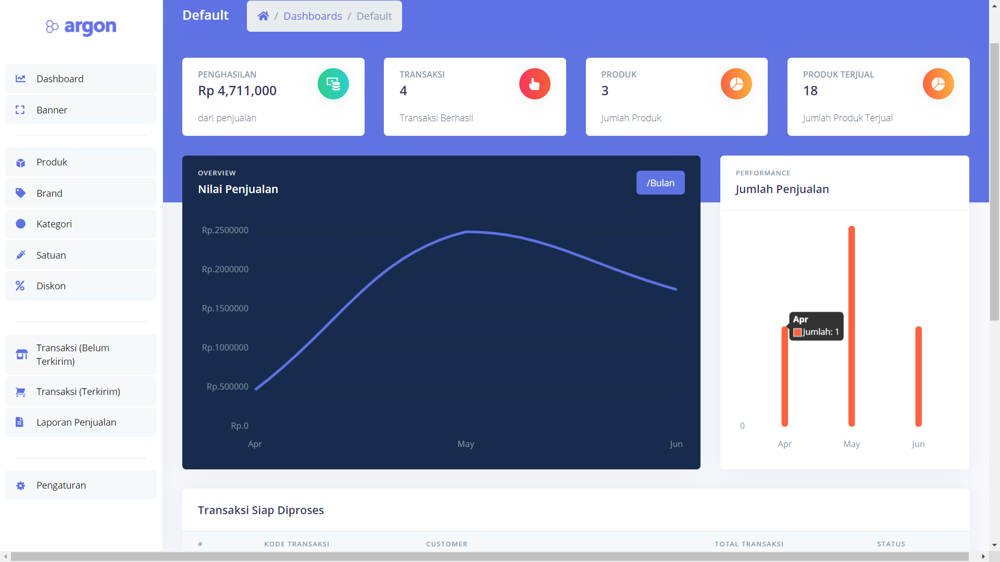 argon
Dashboard
Banner
Produk
Brand
Kategori
Satuan
Diskon
Transaksi (Belum
Terkirim)
Transaksi (Terkirim)
Laporan Penjualan
Pengaturan
Default
/ Dashboards / Default
PENGHASILAN
Rp 4,711,000
dari penjualan
TRANSAKSI
4
Transaksi Berhasil
PRODUK
3
Jumlah Produk
PRODUK TERJUAL
18
Jumlah Produk Terjual
OVERVIEW
Nilai Penjualan
/Bulan
Rp.2500000
Rp.2000000
Rp.1500000
Rp.1000000
Rp.500000
Rp.0
Apr May Jun
PERFORMANCE
Jumlah Penjualan
Apr
Jumlah: 1
0
Apr May Jun
Transaksi Siap Diproses
# KODE TRANSAKSI CUSTOMER TOTAL TRANSAKSI STATUS